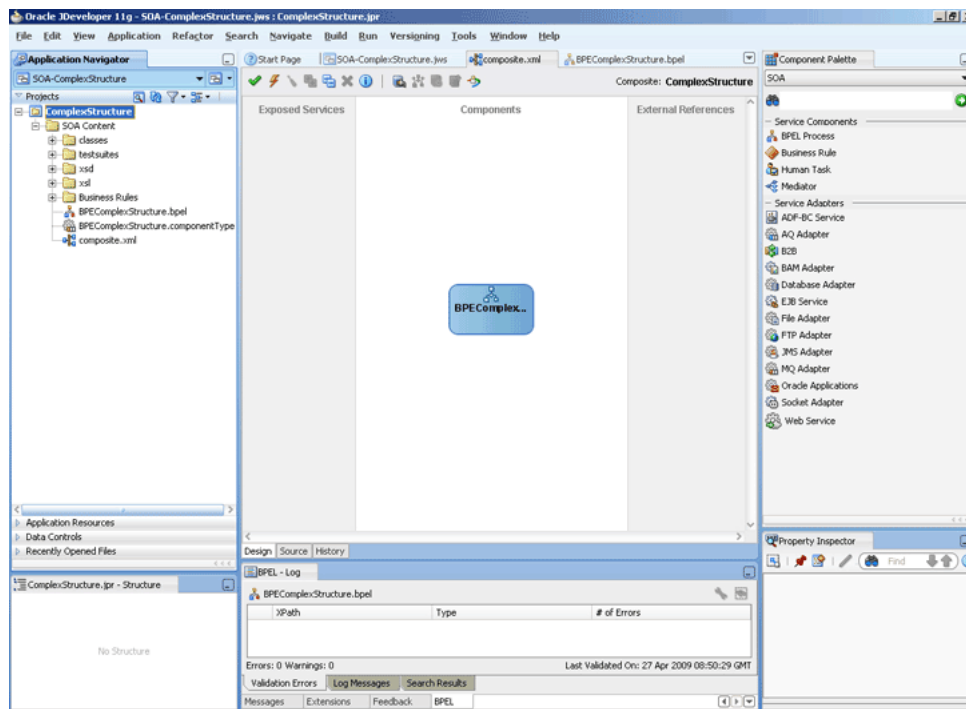 Oracle JDeveloper 11g - SOA-ComplexStructure.jws : ComplexStructure.jpr
File Edit View Application Refactor Search Navigate Build Run Versioning Tools Window Help
Application Navigator
SOA-ComplexStructure
Projects
ComplexStructure
SOA Content
classes
testsuites
xsd
xsl
Business Rules
BPEComplexStructure.bpel
BPEComplexStructure.componentType
composite.xml
Application Resources
Data Controls
Recently Opened Files
ComplexStructure.jpr - Structure
No Structure
Start Page SOA-ComplexStructure.jws composite.xml BPEComplexStructure.bpel
Composite: ComplexStructure
Exposed Services Components External References
BPEComplex...
Design Source History
BPEL - Log
BPEComplexStructure.bpel
XPath Type # of Errors
Errors: 0 Warnings: 0 Last Validated On: 27 Apr 2009 08:50:29 GMT
Validation Errors Log Messages Search Results
Messages Extensions Feedback BPEL
Component Palette
SOA
Service Components
BPEL Process
Business Rule
Human Task
Mediator
Service Adapters
ADF-BC Service
AQ Adapter
B2B
BAM Adapter
Database Adapter
EJB Service
File Adapter
FTP Adapter
JMS Adapter
MQ Adapter
Oracle Applications
Socket Adapter
Web Service
Property Inspector
Find